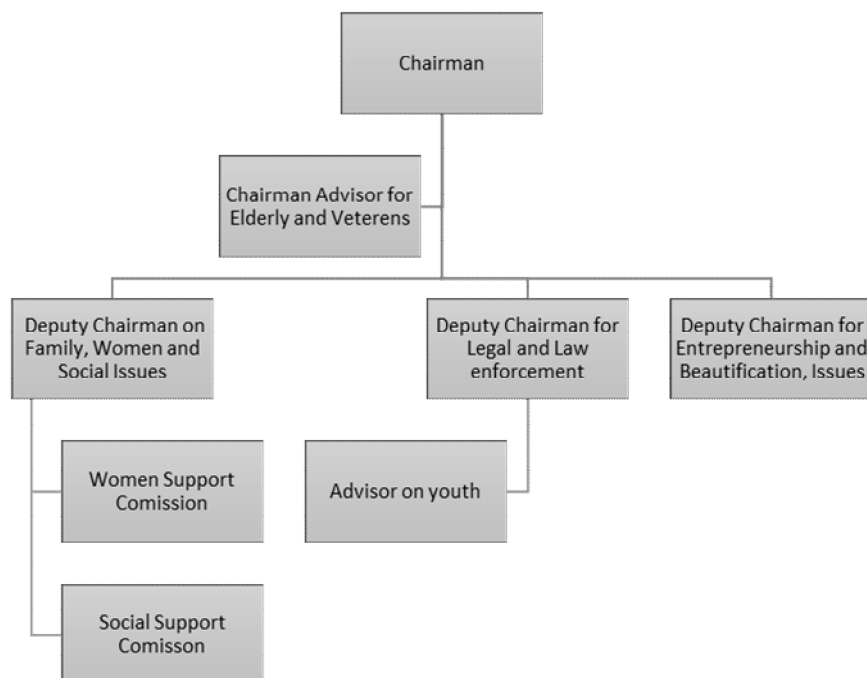 Chairman
Chairman Advisor for
Elderly and Veterens
Deputy Chairman on
Family, Women and
Social Issues
Deputy Chairman for
Legal and Law
enforcement
Deputy Chairman for
Entrepreneurship and
Beautification, Issues
Women Support
Comission
Advisor on youth
Social Support
Comisson